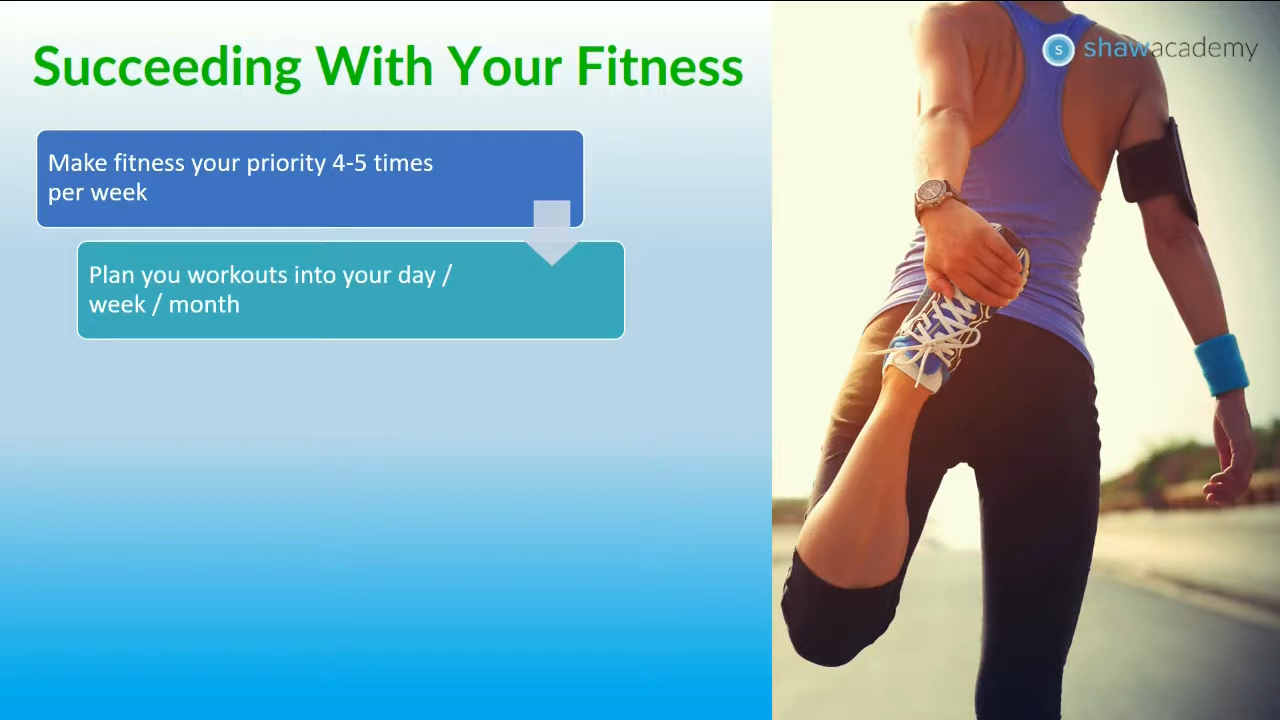 Succeeding With Your Fitness
s shawacademy
Make fitness your priority 4-5 times
per week
Plan you workouts into your day /
week / month